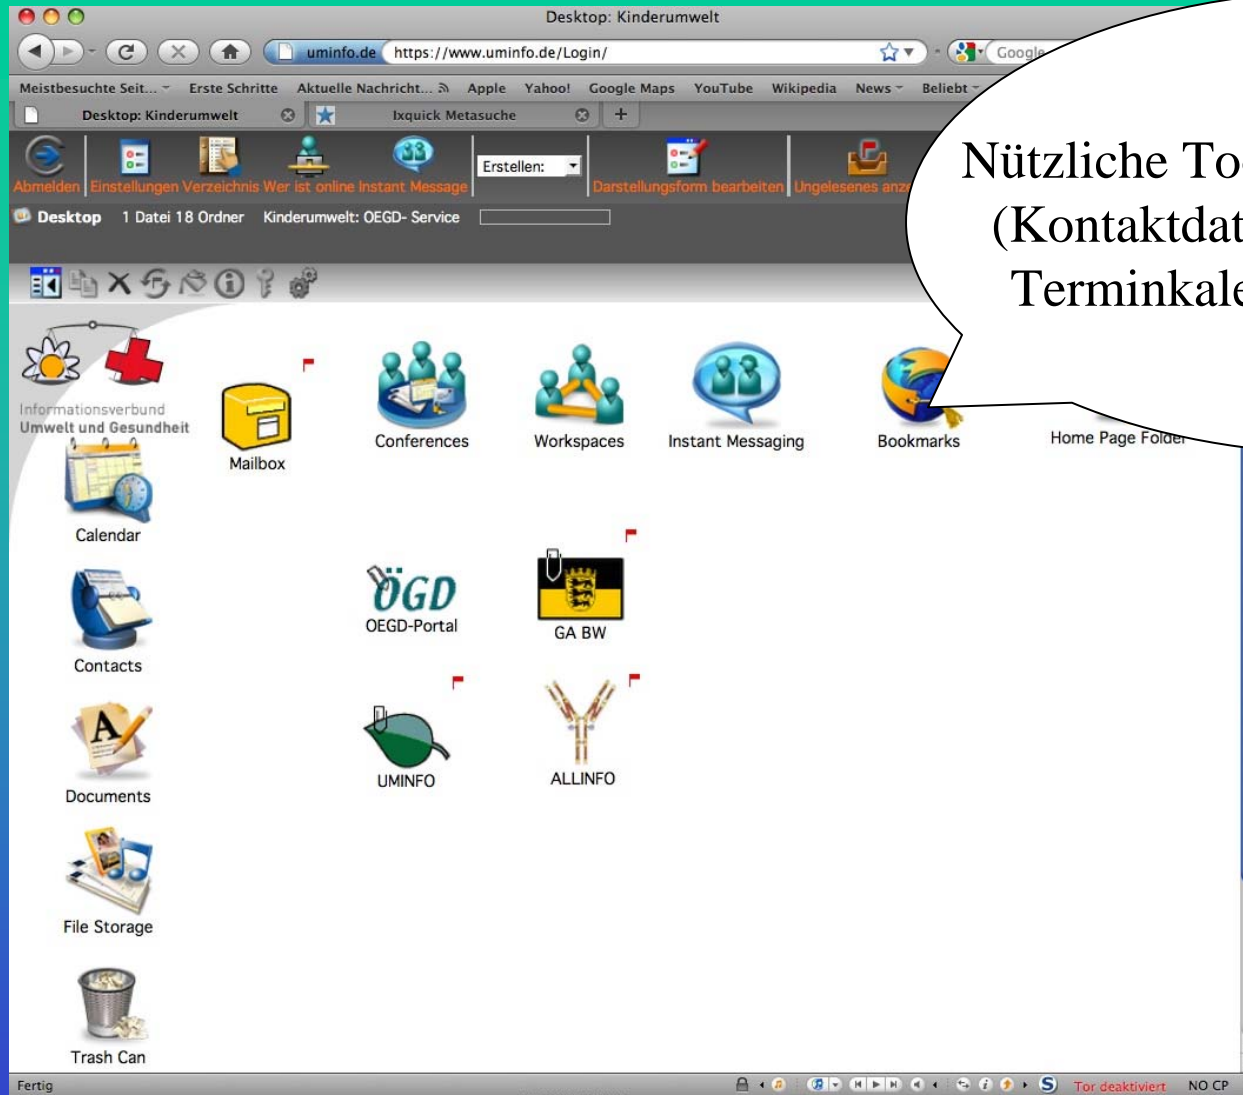 Desktop: Kinderumwelt
uminfo.de https://www.uminfo.de/Login/
Google
Meistbesuchte Seit... Erste Schritte Aktuelle Nachricht... Apple Yahoo! Google Maps YouTube Wikipedia News Beliebt
Desktop: Kinderumwelt Ixquick Metasuche +
Abmelden Einstellungen Verzeichnis Wer ist online Instant Message Erstellen: Darstellungsform bearbeiten Ungelesenes anze
Desktop 1 Datei 18 Ordner Kinderumwelt: OEGD- Service
Nützliche Too
(Kontaktdat
Terminkale
Informationsverbund
Umwelt und Gesundheit
Mailbox
Conferences
Workspaces
Instant Messaging
Bookmarks
Home Page Folder
Calendar
ÖGD
OEGD-Portal
GA BW
Contacts
UMINFO
ALLINFO
A
Documents
File Storage
Trash Can
Fertig
S Tor deaktiviert NO CP